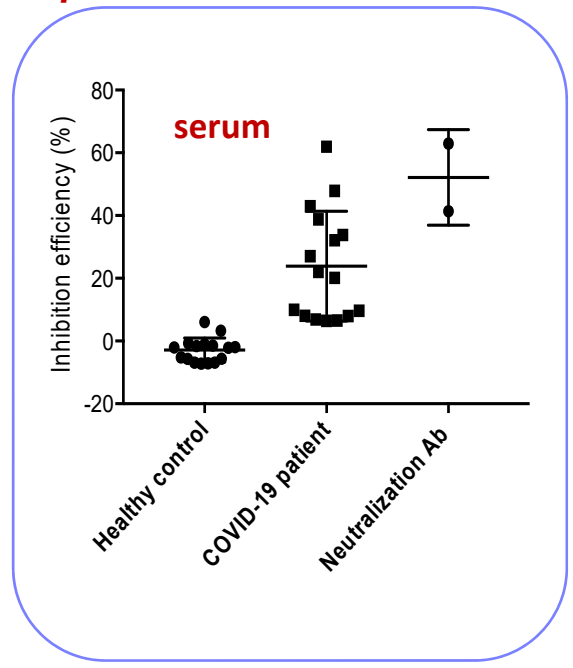 serum
Inhibition efficiency (%)
80
60
40
20
0
-20
Healthy control
COVID-19 patient
Neutralization Ab